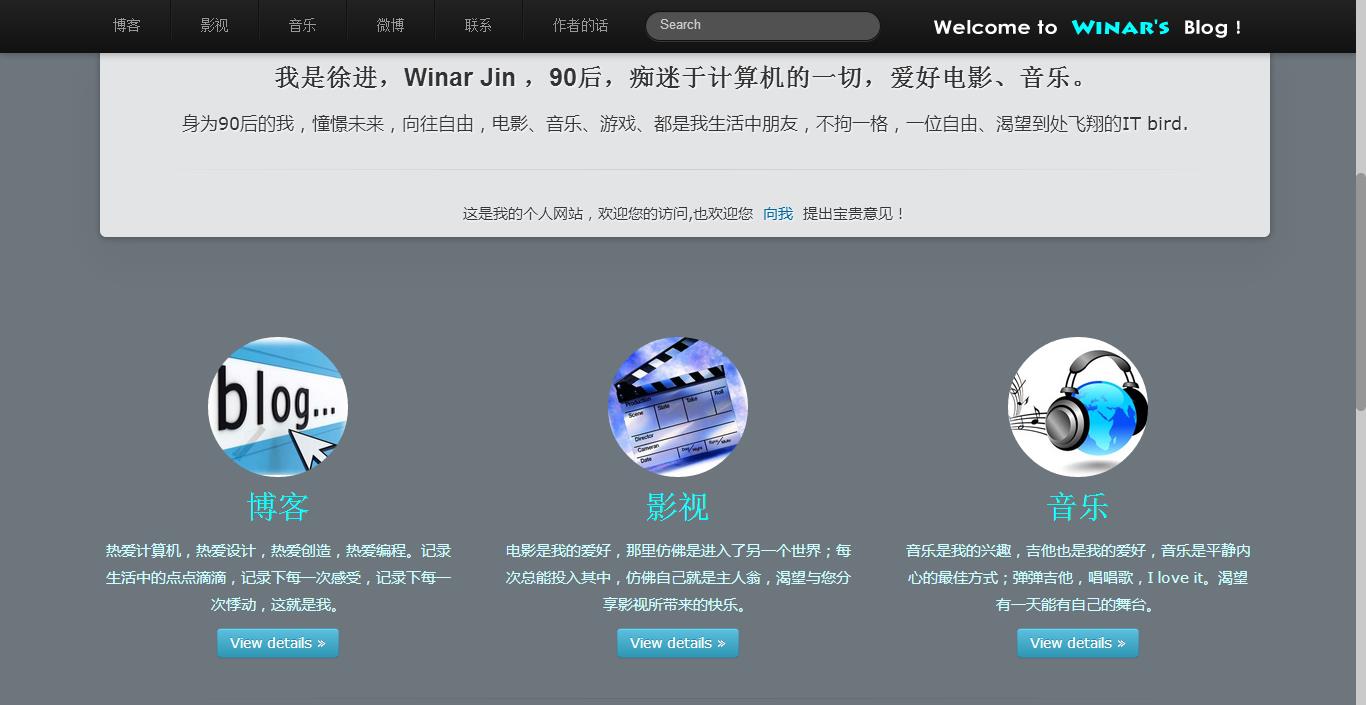 博客 影视 音乐 微博 联系 作者的话 Search Welcome to Winar's Blog !
我是徐进，Winar Jin ，90后，痴迷于计算机的一切，爱好电影、音乐。
身为90后的我，憧憬未来，向往自由，电影、音乐、游戏、都是我生活中朋友，不拘一格，一位自由、渴望到处飞翔的IT bird.
这是我的个人网站，欢迎您的访问,也欢迎您 向我 提出宝贵意见！
blog...
Production
Scene Slate Take Roll
Director
Cameran
Date
博客
热爱计算机，热爱设计，热爱创造，热爱编程。记录
生活中的点点滴滴，记录下每一次感受，记录下每一
次悸动，这就是我。
View details »
影视
电影是我的爱好，那里仿佛是进入了另一个世界；每
次总能投入其中，仿佛自己就是主人翁，渴望与您分
享影视所带来的快乐。
View details »
音乐
音乐是我的兴趣，吉他也是我的爱好，音乐是平静内
心的最佳方式；弹弹吉他，唱唱歌，I love it。渴望
有一天能有自己的舞台。
View details »